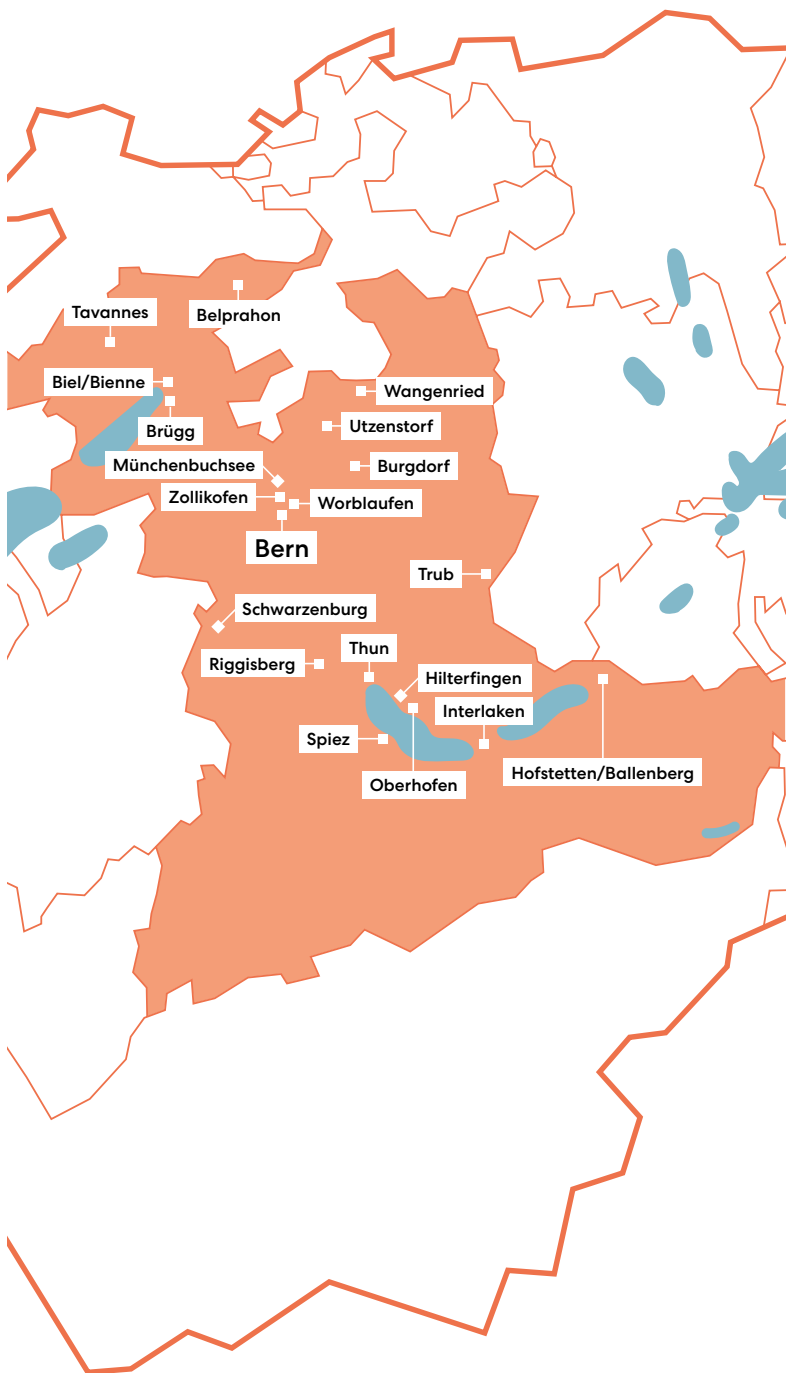 Tavannes
Belprahon
Biel/Bienne
Wangenried
Brügg
Utzenstorf
Münchenbuchsee
Burgdorf
Zollikofen
Worblaufen
Bern
Trub
Schwarzenburg
Thun
Riggisberg
Hilterfingen
Interlaken
Spiez
Hofstetten/Ballenberg
Oberhofen